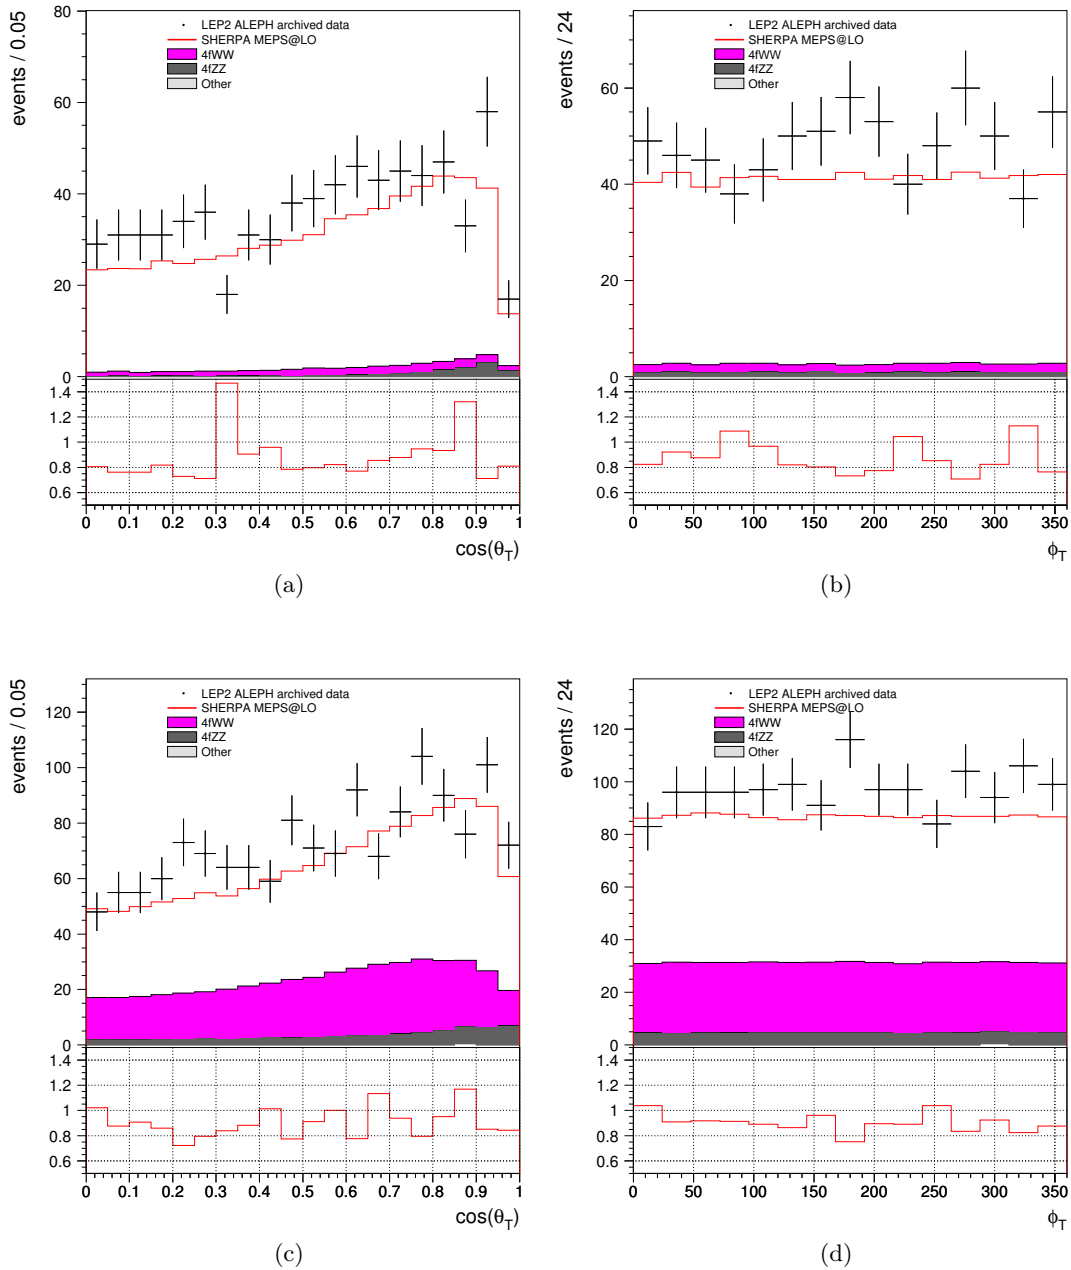 events / 0.05
80
60
40
20
0
LEP2 ALEPH archived data
SHERPA MEPS@LO
4fWW
4fZZ
Other
1.4
1.2
1
0.8
0.6
0 0.1 0.2 0.3 0.4 0.5 0.6 0.7 0.8 0.9 1
cos(θ_T)
(a)
events / 24
60
40
20
0
LEP2 ALEPH archived data
SHERPA MEPS@LO
4fWW
4fZZ
Other
1.4
1.2
1
0.8
0.6
0 50 100 150 200 250 300 350
ϕ_T
(b)
events / 0.05
120
100
80
60
40
20
0
LEP2 ALEPH archived data
SHERPA MEPS@LO
4fWW
4fZZ
Other
1.4
1.2
1
0.8
0.6
0 0.1 0.2 0.3 0.4 0.5 0.6 0.7 0.8 0.9 1
cos(θ_T)
(c)
events / 24
120
100
80
60
40
20
0
LEP2 ALEPH archived data
SHERPA MEPS@LO
4fWW
4fZZ
Other
1.4
1.2
1
0.8
0.6
0 50 100 150 200 250 300 350
ϕ_T
(d)